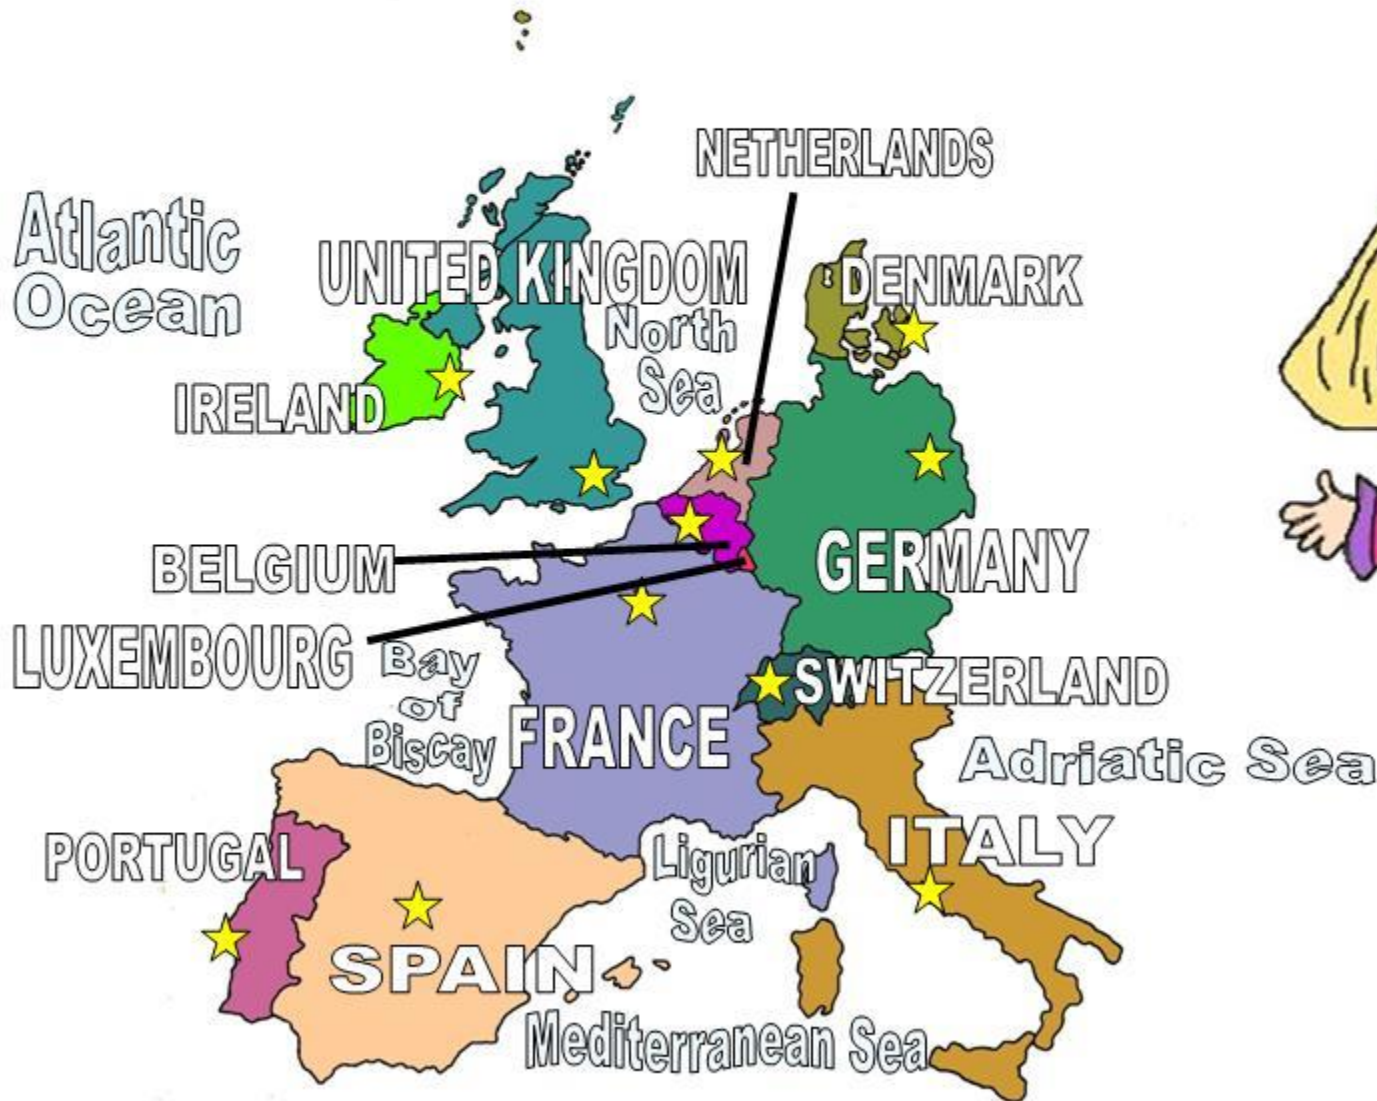 NETHERLANDS
Atlantic
Ocean
UNITED KINGDOM
DENMARK
North
Sea
IRELAND
BELGIUM
GERMANY
LUXEMBOURG
Bay
of
Biscay
SWITZERLAND
FRANCE
Adriatic Sea
PORTUGAL
ITALY
Ligurian
Sea
SPAIN
Mediterranean Sea